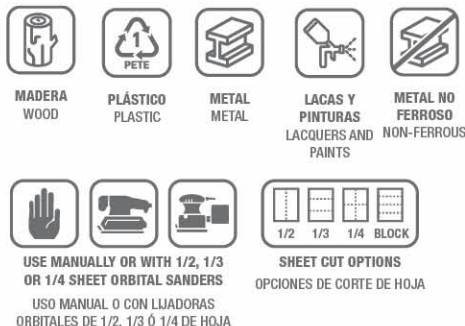 1
PETE
MADERA
WOOD
PLÁSTICO
PLASTIC
METAL
METAL
LACAS Y
PINTURAS
LACQUERS AND
PAINTS
METAL NO
FERROSO
NON-FERROUS
1/2 1/3 1/4 BLOCK
USE MANUALLY OR WITH 1/2, 1/3
OR 1/4 SHEET ORBITAL SANDERS
USO MANUAL O CON LIJADORAS
ORBITALES DE 1/2, 1/3 Ó 1/4 DE HOJA
SHEET CUT OPTIONS
OPCIONES DE CORTE DE HOJA